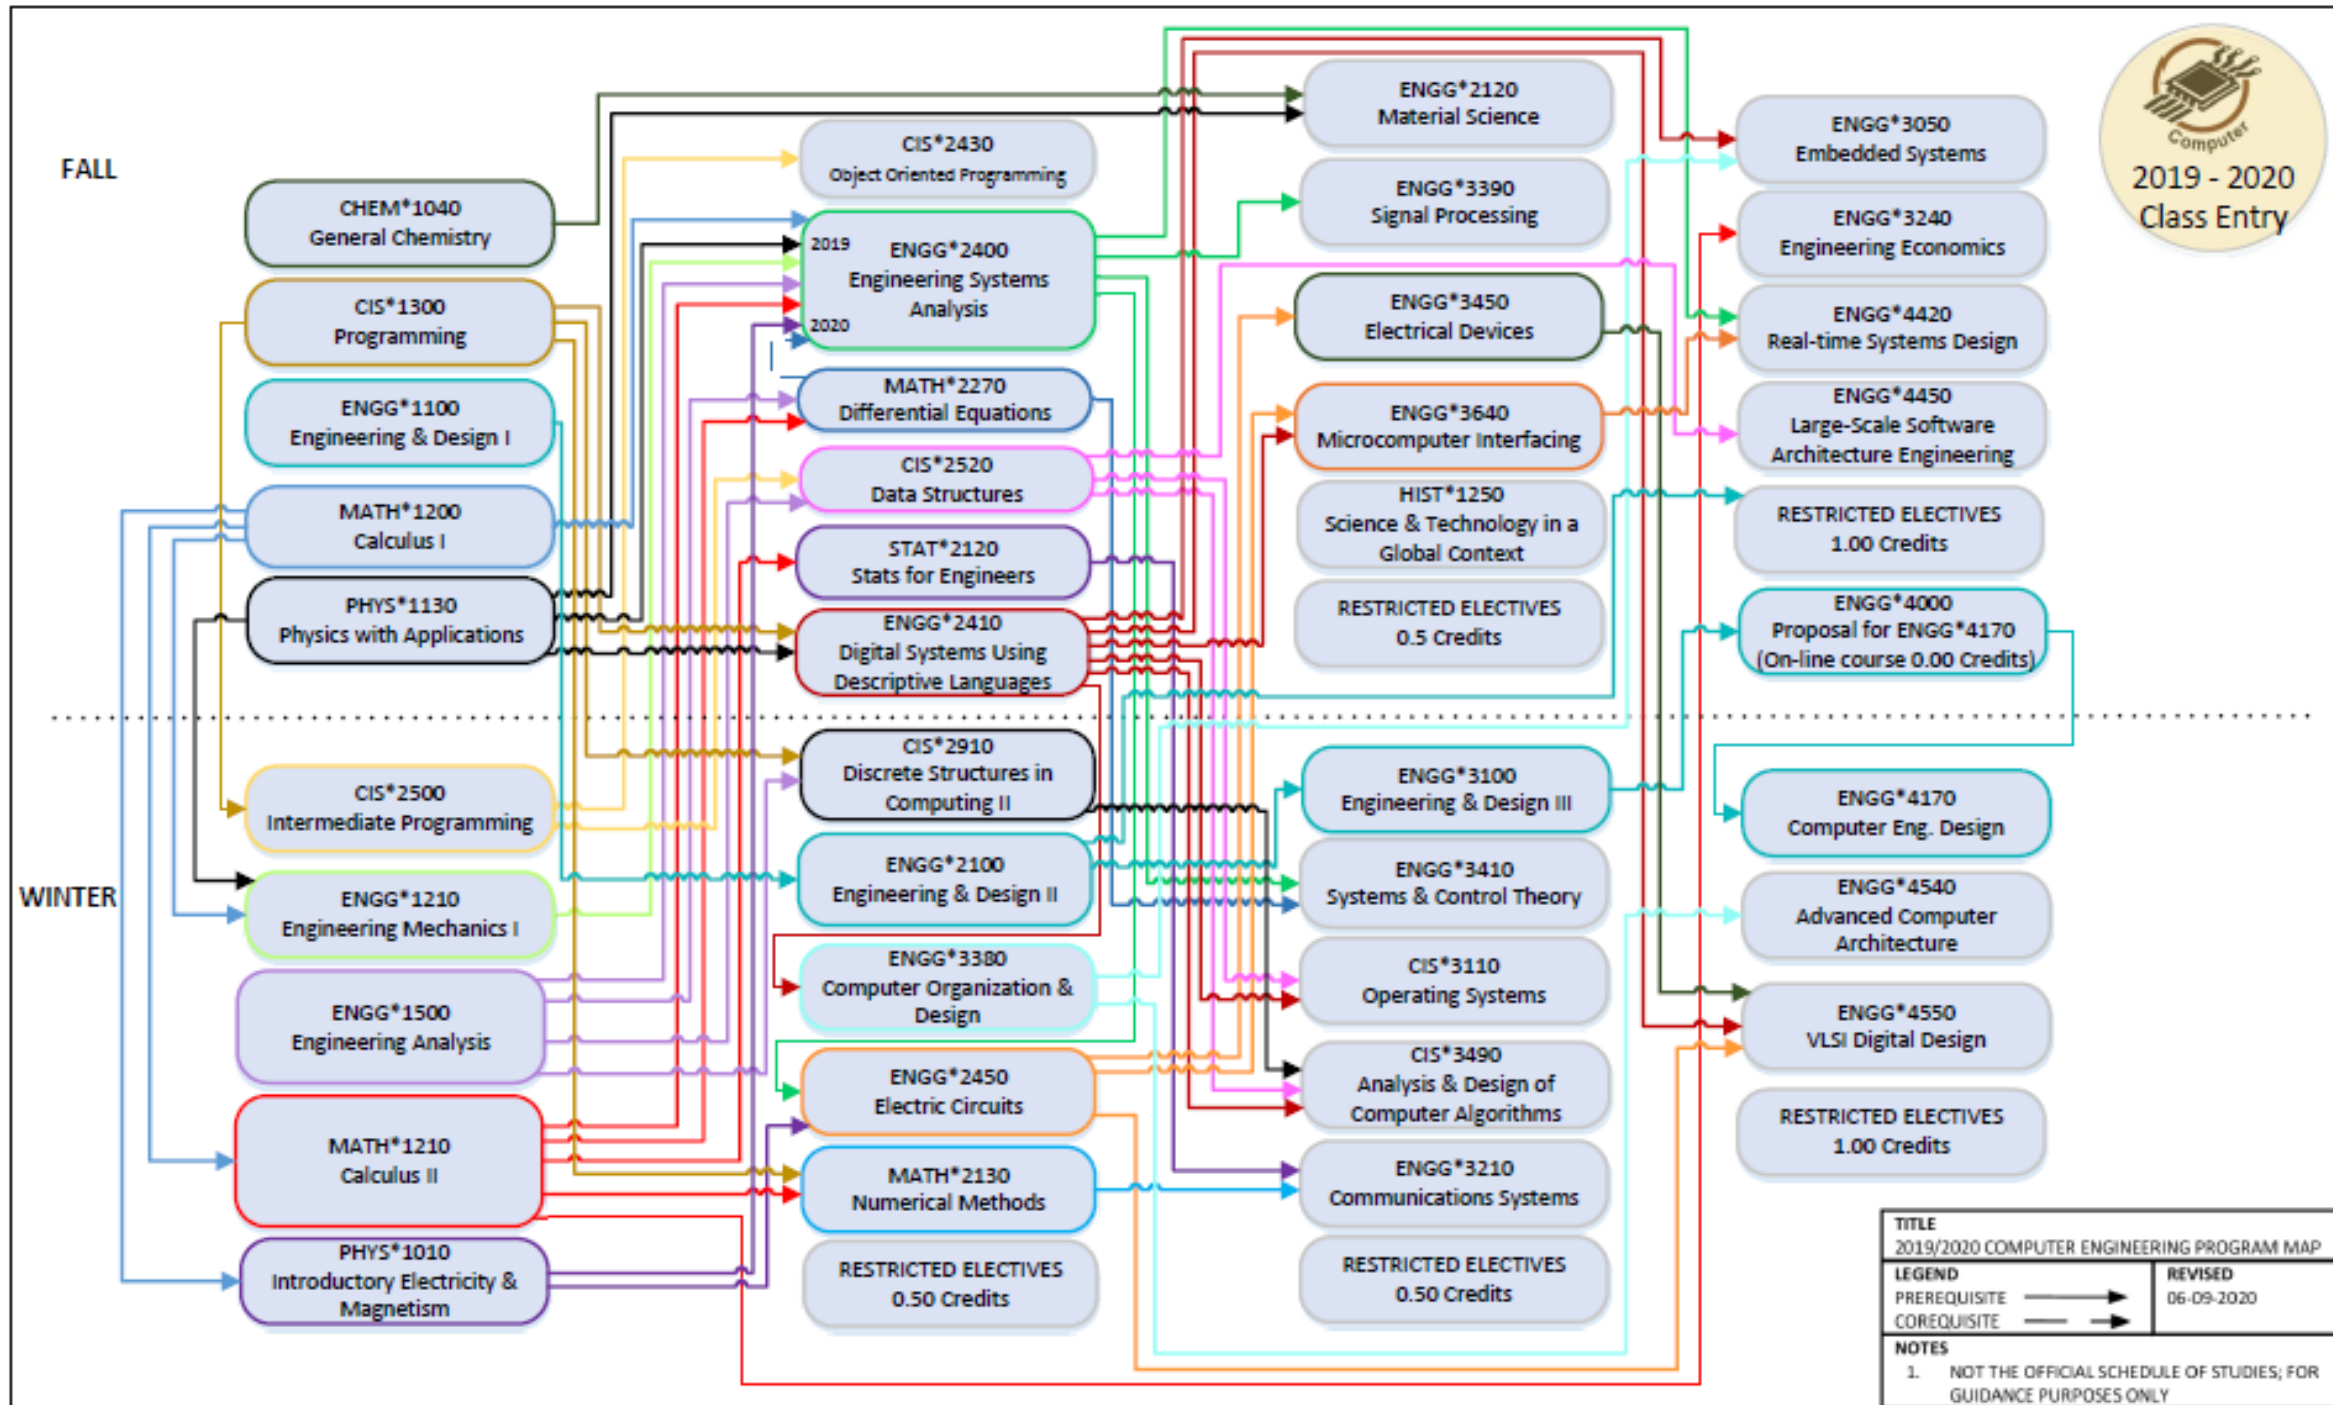 FALL
CHEM*1040
General Chemistry
CIS*1300
Programming
ENGG*1100
Engineering & Design I
MATH*1200
Calculus I
PHYS*1130
Physics with Applications
WINTER
CIS*2500
Intermediate Programming
ENGG*1210
Engineering Mechanics I
ENGG*1500
Engineering Analysis
MATH*1210
Calculus II
PHYS*1010
Introductory Electricity &
Magnetism
CIS*2430
Object Oriented Programming
2019
ENGG*2400
Engineering Systems
Analysis
2020
MATH*2270
Differential Equations
CIS*2520
Data Structures
STAT*2120
Stats for Engineers
ENGG*2410
Digital Systems Using
Descriptive Languages
CIS*2910
Discrete Structures in
Computing II
ENGG*2100
Engineering & Design II
ENGG*3380
Computer Organization &
Design
ENGG*2450
Electric Circuits
MATH*2130
Numerical Methods
RESTRICTED ELECTIVES
0.50 Credits
ENGG*2120
Material Science
ENGG*3390
Signal Processing
ENGG*3450
Electrical Devices
ENGG*3640
Microcomputer Interfacing
HIST*1250
Science & Technology in a
Global Context
RESTRICTED ELECTIVES
0.5 Credits
ENGG*3100
Engineering & Design III
ENGG*3410
Systems & Control Theory
CIS*3110
Operating Systems
CIS*3490
Analysis & Design of
Computer Algorithms
ENGG*3210
Communications Systems
RESTRICTED ELECTIVES
0.50 Credits
ENGG*3050
Embedded Systems
ENGG*3240
Engineering Economics
ENGG*4420
Real-time Systems Design
ENGG*4450
Large-Scale Software
Architecture Engineering
RESTRICTED ELECTIVES
1.00 Credits
ENGG*4000
Proposal for ENGG*4170
(On-line course 0.00 Credits)
ENGG*4170
Computer Eng. Design
ENGG*4540
Advanced Computer
Architecture
ENGG*4550
VLSI Digital Design
RESTRICTED ELECTIVES
1.00 Credits
Computer
2019 - 2020
Class Entry
TITLE
2019/2020 COMPUTER ENGINEERING PROGRAM MAP
LEGEND
PREREQUISITE
COREQUISITE
REVISED
06-09-2020
NOTES
1. NOT THE OFFICIAL SCHEDULE OF STUDIES; FOR
GUIDANCE PURPOSES ONLY